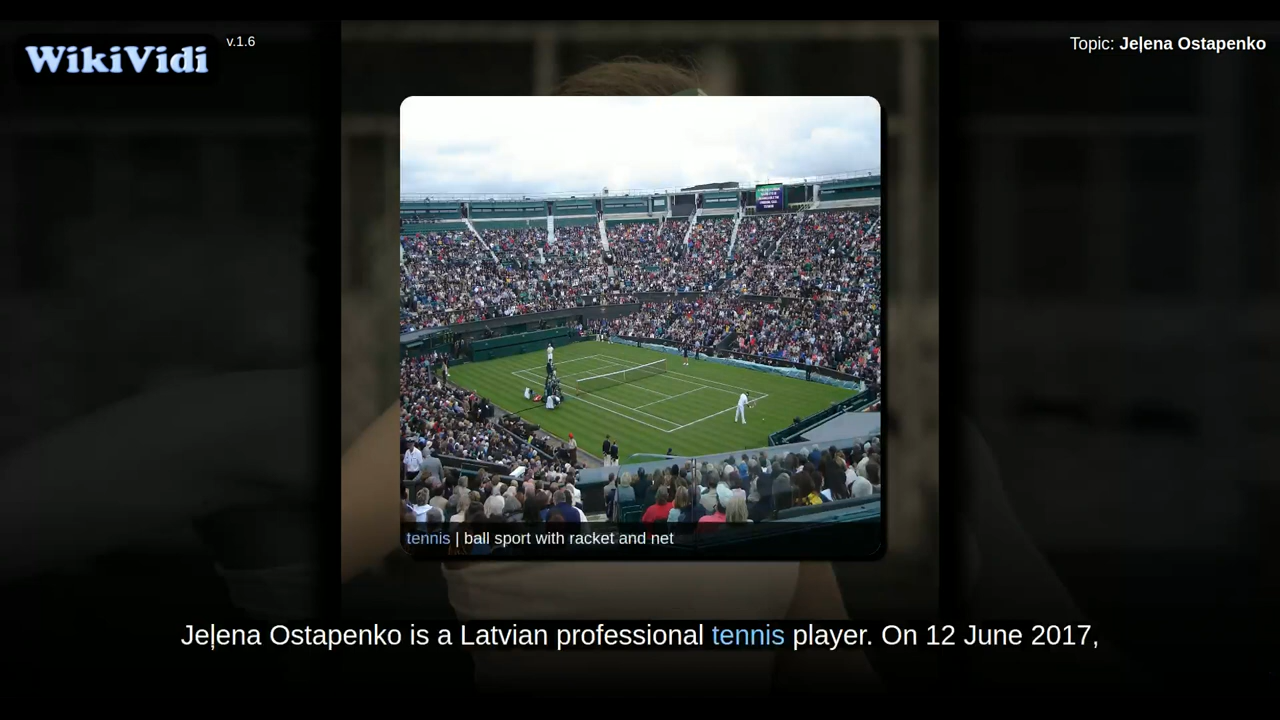 WikiVidi
v.1.6
Topic: Jeļena Ostapenko
tennis | ball sport with racket and net
Jeļena Ostapenko is a Latvian professional tennis player. On 12 June 2017,